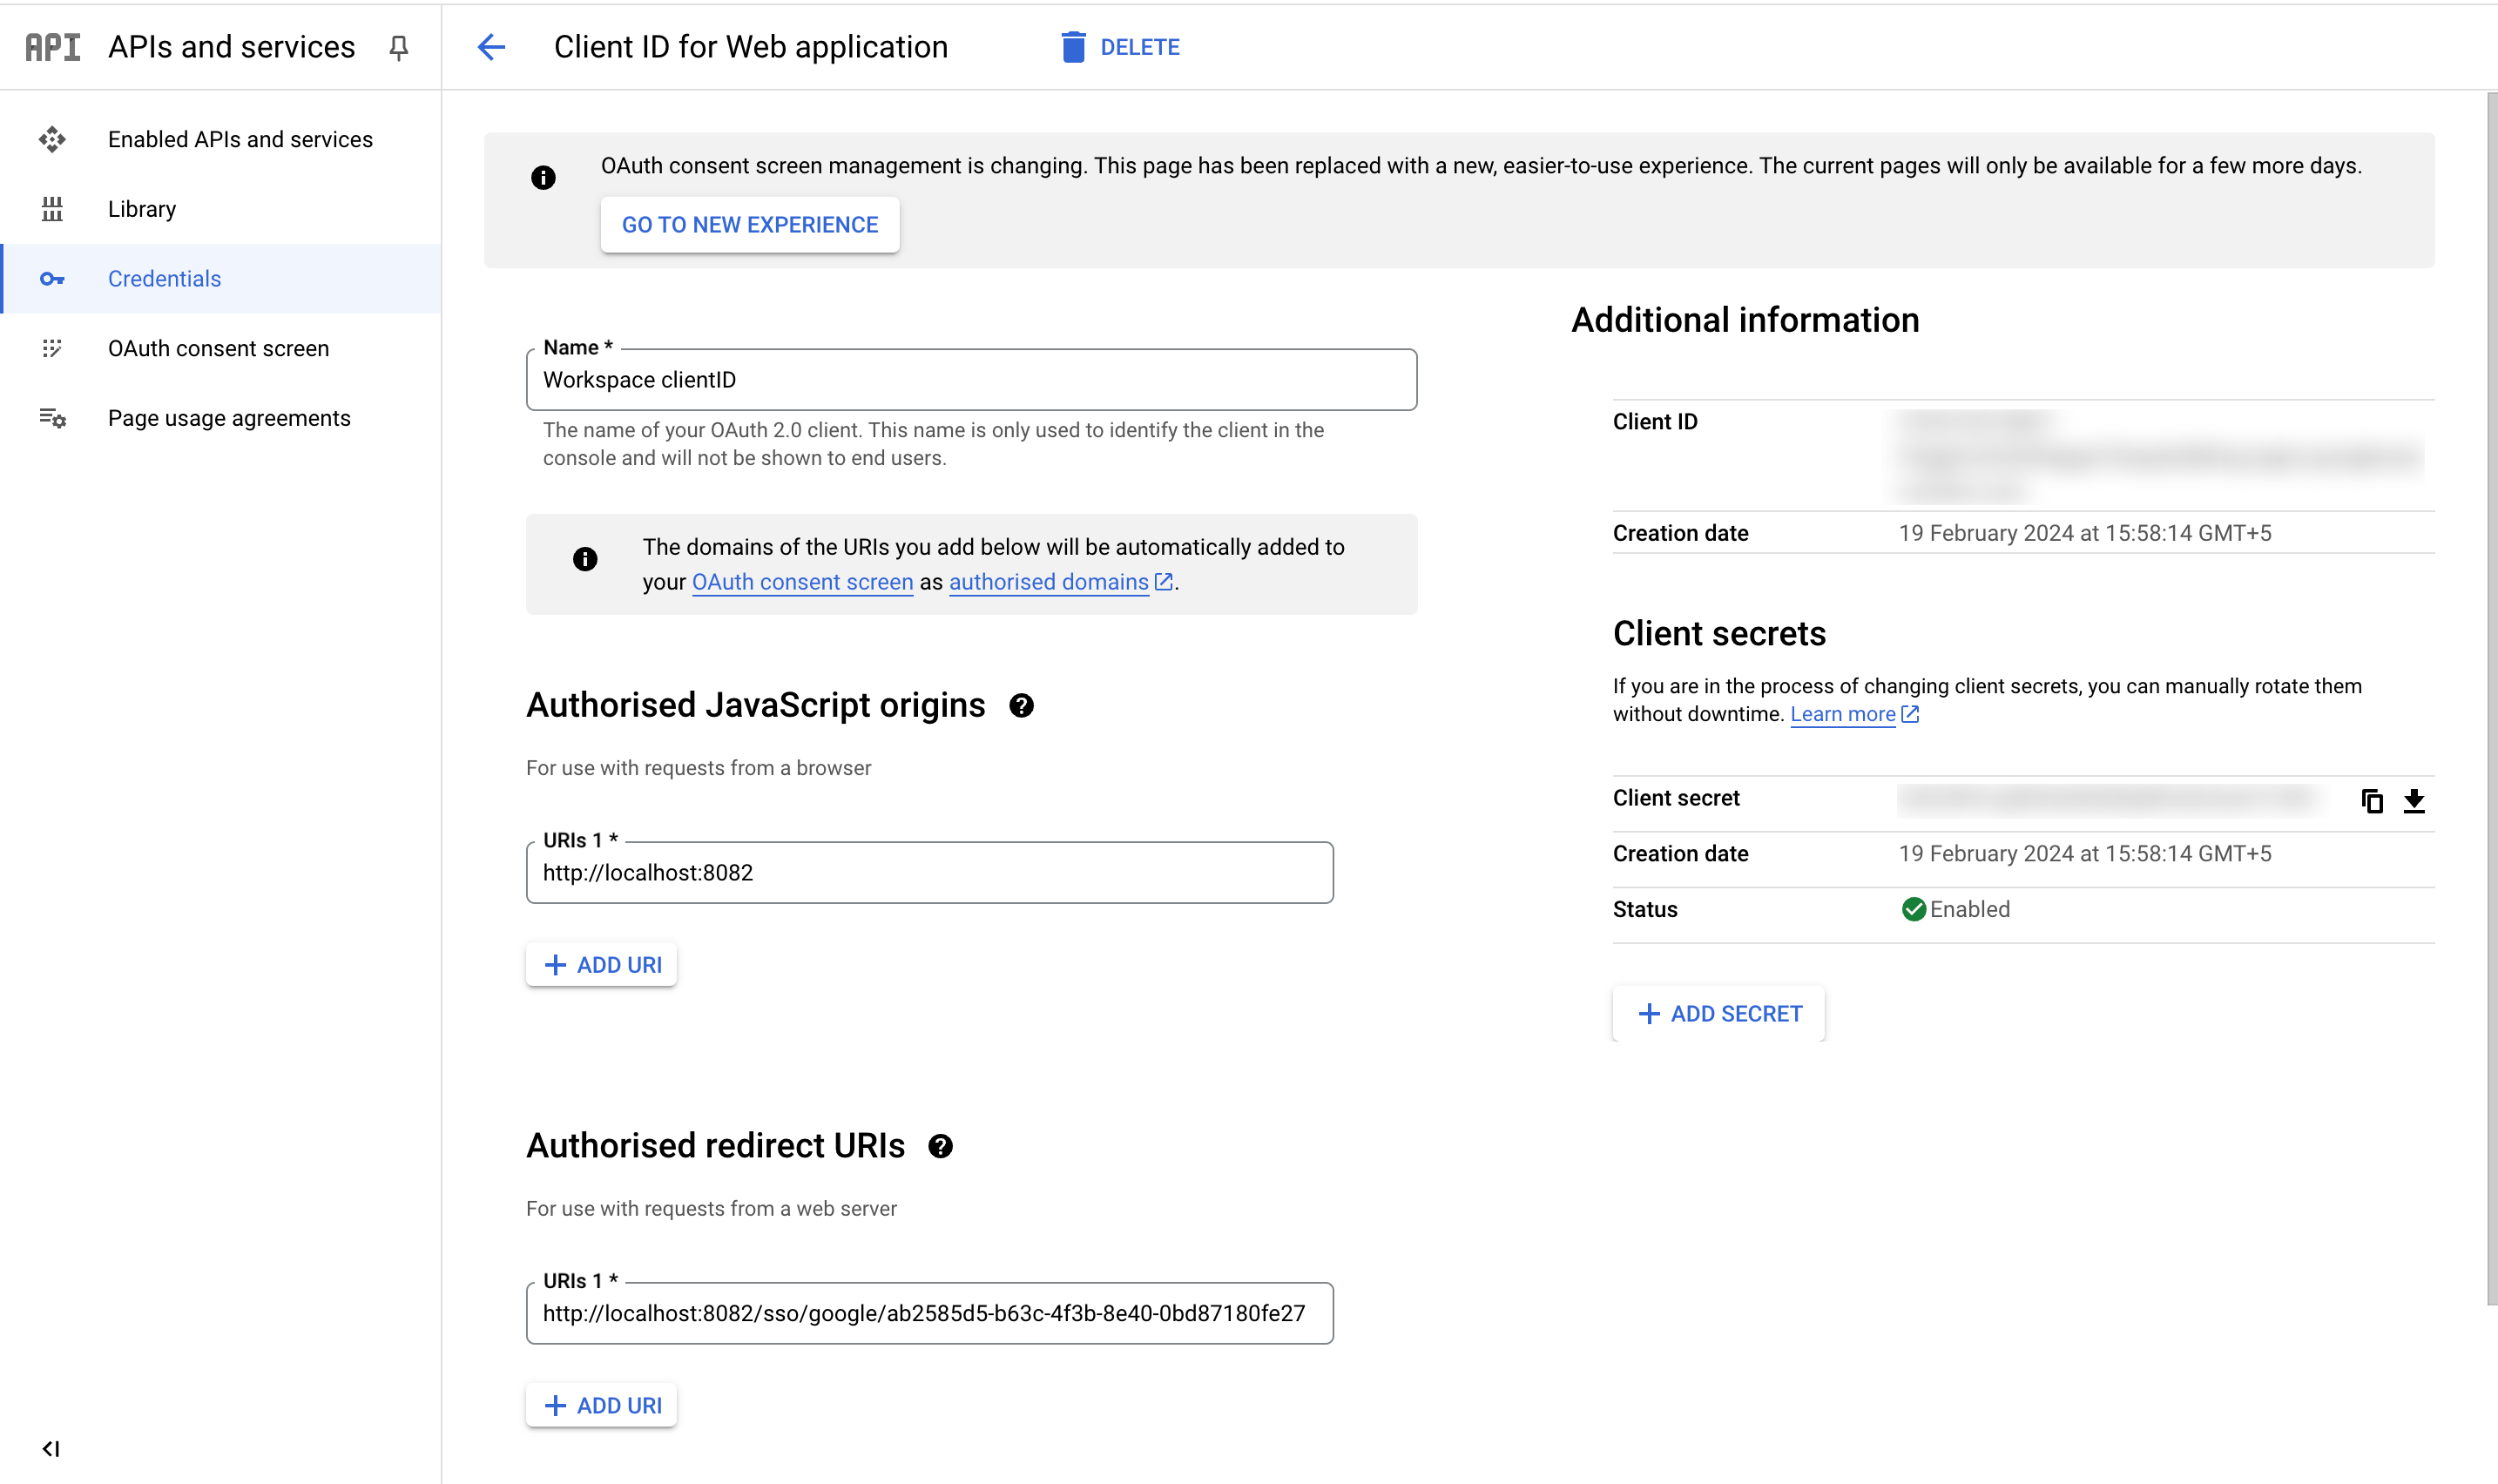 API APIs and services
Enabled APIs and services
Library
Credentials
OAuth consent screen
Page usage agreements
Client ID for Web application
DELETE
OAuth consent screen management is changing. This page has been replaced with a new, easier-to-use experience. The current pages will only be available for a few more days.
GO TO NEW EXPERIENCE
Name *
Workspace clientID
The name of your OAuth 2.0 client. This name is only used to identify the client in the
console and will not be shown to end users.
The domains of the URIs you add below will be automatically added to
your OAuth consent screen as authorised domains.
Authorised JavaScript origins
For use with requests from a browser
URIs 1 *
http://localhost:8082
ADD URI
Authorised redirect URIs
For use with requests from a web server
URIs 1 *
http://localhost:8082/sso/google/ab2585d5-b63c-4f3b-8e40-0bd87180fe27
ADD URI
Additional information
Client ID
Creation date 19 February 2024 at 15:58:14 GMT+5
Client secrets
If you are in the process of changing client secrets, you can manually rotate them
without downtime. Learn more
Client secret
Creation date 19 February 2024 at 15:58:14 GMT+5
Status Enabled
ADD SECRET